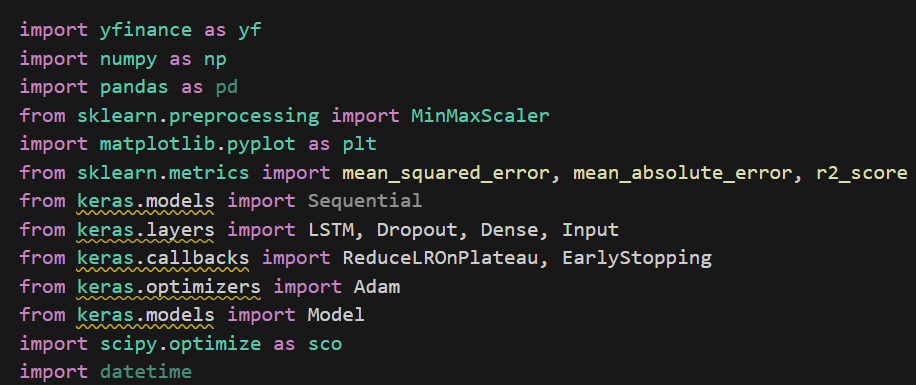 import yfinance as yf
import numpy as np
import pandas as pd
from sklearn.preprocessing import MinMaxScaler
import matplotlib.pyplot as plt
from sklearn.metrics import mean_squared_error, mean_absolute_error, r2_score
from keras.models import Sequential
from keras.layers import LSTM, Dropout, Dense, Input
from keras.callbacks import ReduceLROnPlateau, EarlyStopping
from keras.optimizers import Adam
from keras.models import Model
import scipy.optimize as sco
import datetime